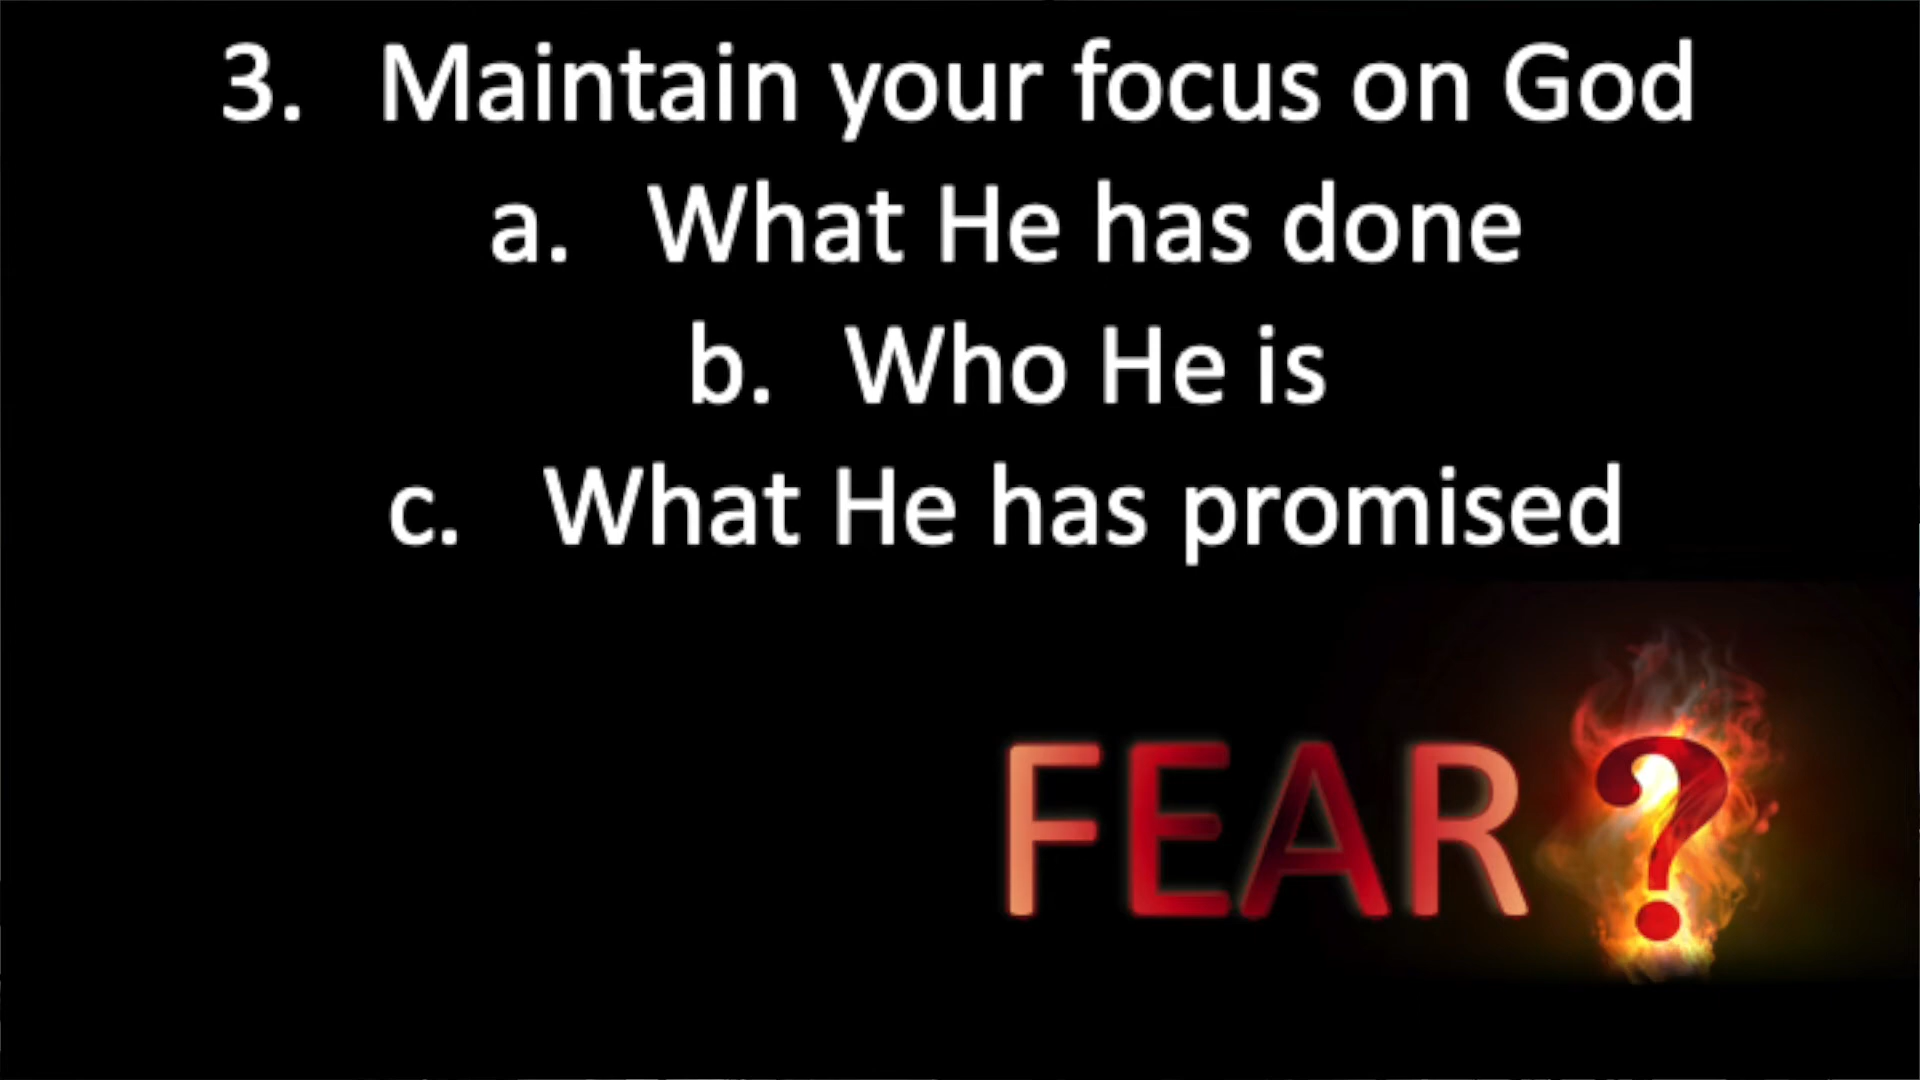 3. Maintain your focus on God
a. What He has done
b. Who He is
c. What He has promised
FEAR?